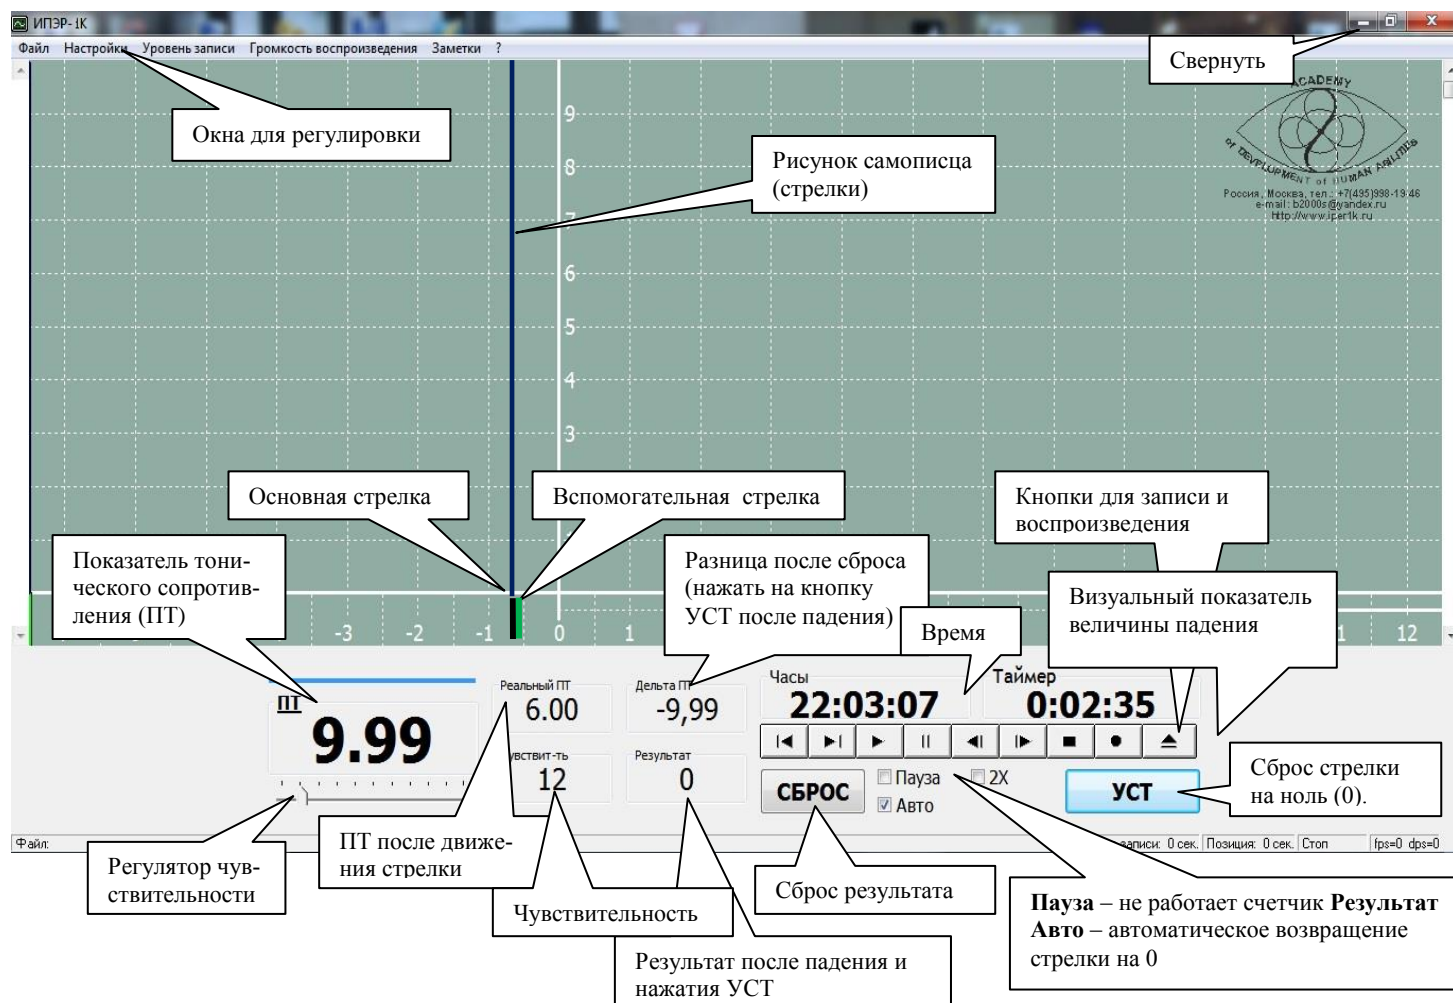 ИПЭР-1К
Файл Настройки Уровень записи Громкость воспроизведения Заметки ?
Свернуть
Окна для регулировки
ACADEMY
of DEVELOPMENT of HUMAN ABILITIES
Россия, Москва, тел.: +7(495)998-19-46
e-mail: b2000s@yandex.ru
http://www.iper1k.ru
Рисунок самописца
(стрелки)
9
8
7
6
5
4
3
Основная стрелка
Вспомогательная стрелка
Кнопки для записи и
воспроизведения
Показатель тони-
ческого сопротив-
ления (ПТ)
Разница после сброса
(нажать на кнопку
УСТ после падения)
Время
Визуальный показатель
величины падения
-3 -2 -1 0 1 12
ПТ
9.99
Реальный ПТ
6.00
Дельта ПТ
-9,99
Часы
22:03:07
Таймер
0:02:35
12
Результат
0
СБРОС
Пауза
2X
Авто
УСТ
Сброс стрелки
на ноль (0).
Файл:
записи: 0 сек. Позиция: 0 сек. Стоп fps=0 dps=0
Регулятор чув-
ствительности
ПТ после движе-
ния стрелки
Чувствительность
Сброс результата
Результат после падения и
нажатия УСТ
Пауза – не работает счетчик Результат
Авто – автоматическое возвращение
стрелки на 0